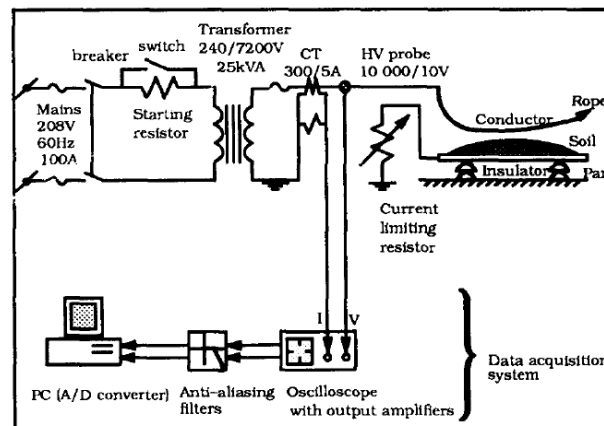 breaker
switch
Transformer
240/7200V
25kVA
CT
300/5A
HV probe
10 000/10V
Mains
208V
60Hz
100A
Starting
resistor
Conductor
Rope
Soil
Insulator
Pan
Current
limiting
resistor
I
V
PC (A/D converter)
Anti-aliasing
filters
Oscilloscope
with output amplifiers
Data acquisition
system